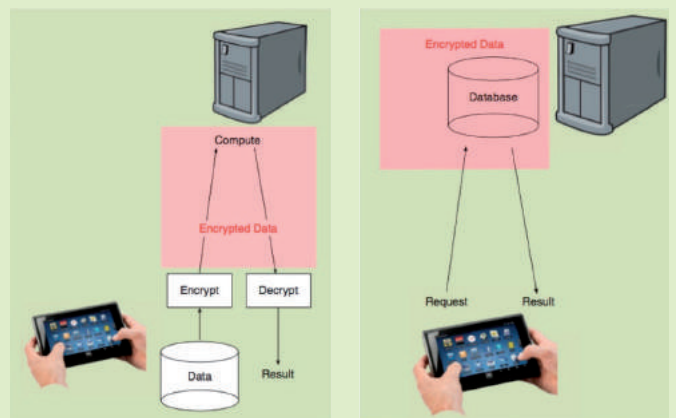 Compute
Encrypted Data
Encrypt
Decrypt
Data
Result
Encrypted Data
Database
Request
Result